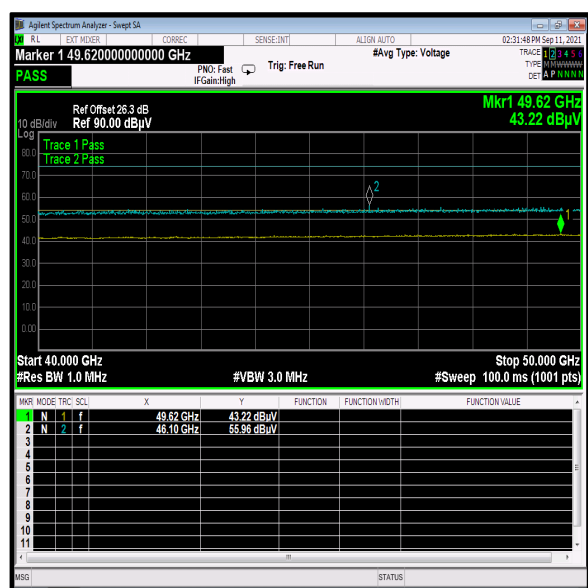 Agilent Spectrum Analyzer - Swept SA
RL EXT MIXER CORREC SENSE:INT ALIGN AUTO 02:31:48 PM Sep 11, 2021
Marker 1 49.620000000000 GHz #Avg Type: Voltage TRACE 1 2 3 4 5 6
PNO: Fast Trig: Free Run TYPE M M W W W W
PASS IFGain:High DET A P N N N N
Mkr1 49.62 GHz
Ref Offset 26.3 dB
10 dB/div Ref 90.00 dBµV 43.22 dBµV
Log
Trace 1 Pass
80.0
Trace 2 Pass
70.0
2
60.0
50.0 1
40.0
30.0
20.0
10.0
0.00
Start 40.000 GHz Stop 50.000 GHz
#Res BW 1.0 MHz #VBW 3.0 MHz #Sweep 100.0 ms (1001 pts)
MKR MODE TRC SCL X Y FUNCTION FUNCTION WIDTH FUNCTION VALUE
1 N 1 f 49.62 GHz 43.22 dBµV
2 N 2 f 46.10 GHz 55.96 dBµV
3
4
5
6
7
8
9
10
11
MSG STATUS